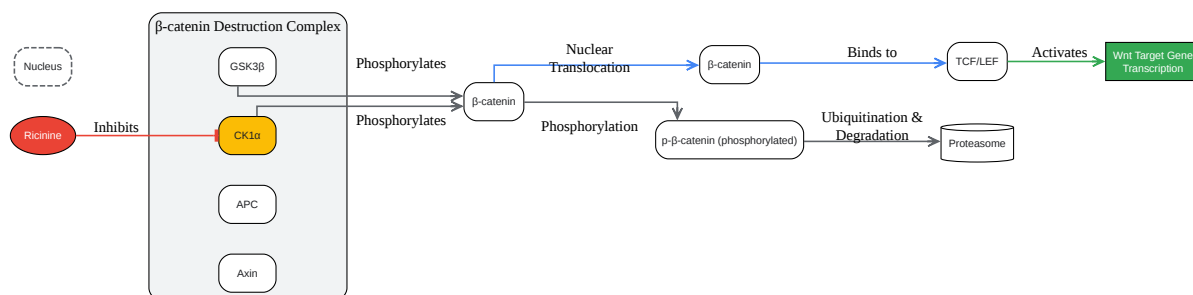 β-catenin Destruction Complex
Nucleus
GSK3β
Phosphorylates
Nuclear
Translocation
β-catenin
Binds to
TCF/LEF
Activates
Wnt Target Gene
Transcription
Ricinine
Inhibits
CK1α
β-catenin
Phosphorylates
Phosphorylation
p-β-catenin (phosphorylated)
Ubiquitination &
Degradation
Proteasome
APC
Axin